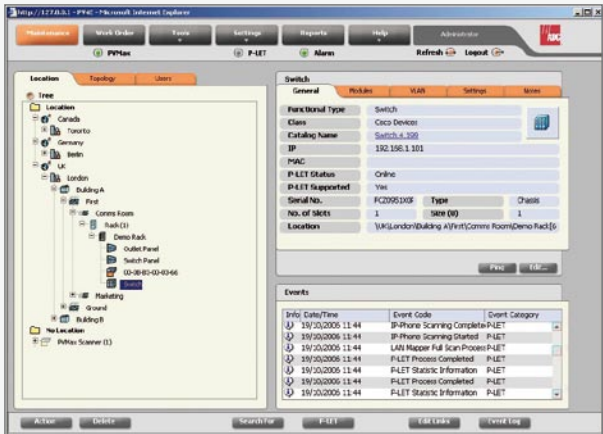 http://127.0.0.1 - PVNE - Microsoft Internet Explorer
Maintenance Work Order Tools Settings Reports Help Administrator
PVMax P-LET Alarm Refresh Logout
Location Topology Users
Tree
Location
Canada
Toronto
Germany
Berlin
UK
London
Building A
First
Comms Room
Rack (1)
Demo Rack
Outlet Panel
Switch Panel
Switch
Marketing
Ground
Building B
No Location
PVMax Scanner (1)
Switch
General Modules VLAN Settings Notes
Functional Type Switch
Class Cisco Devices
Catalog Name Switch 4.199
IP 192.168.1.101
MAC
P-LET Status Online
P-LET Supported Yes
Serial No. Type Chassis
No. of Slots 1 Size (U) 1
Location \UK\London\Building A\First\Comms Room\Demo Rack[
Ping Edit...
Events
Info Date/Time Event Code Event Category
19/10/2006 11:44 IP-Phone Scanning Complete P-LET
19/10/2006 11:44 IP-Phone Scanning Started P-LET
19/10/2006 11:44 LAN Mapper Full Scan Process P-LET
19/10/2006 11:44 P-LET Process Completed P-LET
19/10/2006 11:44 P-LET Statistic Information P-LET
19/10/2006 11:44 P-LET Process Completed P-LET
19/10/2006 11:44 P-LET Statistic Information P-LET
Action Delete Search For P-LET Edit Links Event Log